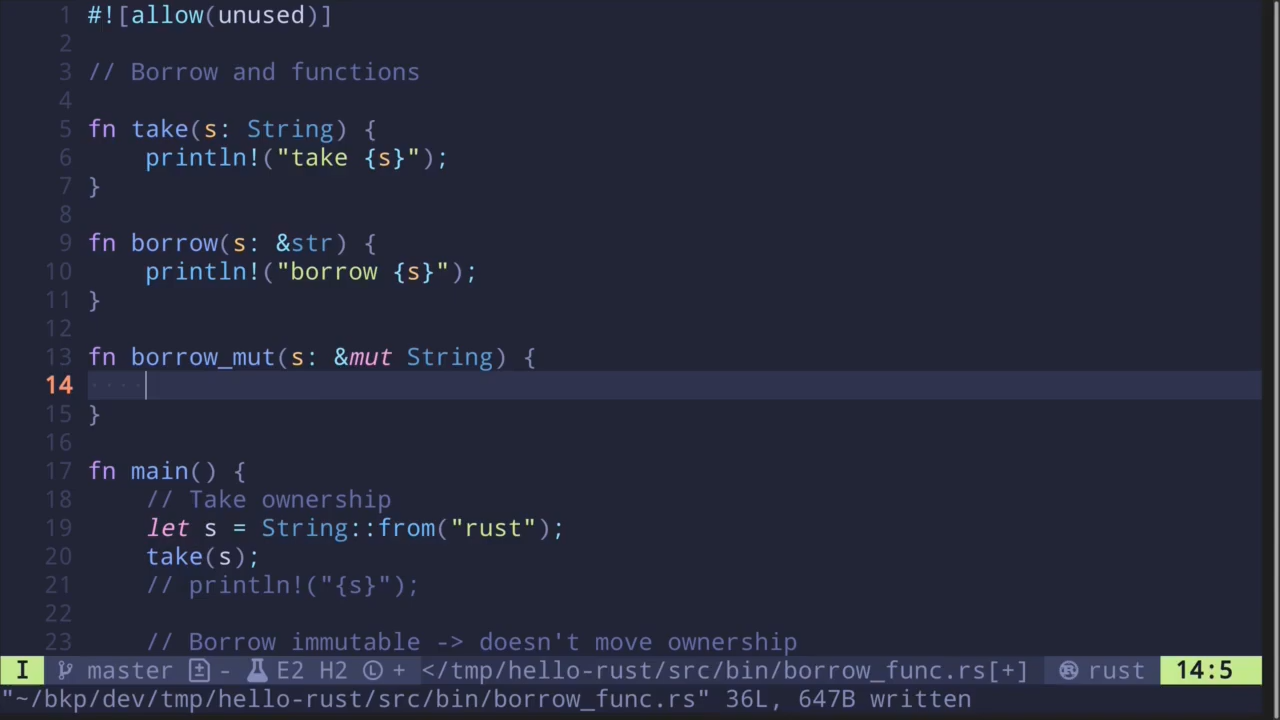 1 #![allow(unused)]
2
3 // Borrow and functions
4
5 fn take(s: String) {
6     println!("take {s}");
7 }
8
9 fn borrow(s: &str) {
10     println!("borrow {s}");
11 }
12
13 fn borrow_mut(s: &mut String) {
14 ····
15 }
16
17 fn main() {
18     // Take ownership
19     let s = String::from("rust");
20     take(s);
21     // println!("{s}");
22
23     // Borrow immutable -> doesn't move ownership
I master - E2 H2 + </tmp/hello-rust/src/bin/borrow_func.rs[+] rust 14:5
"~/bkp/dev/tmp/hello-rust/src/bin/borrow_func.rs" 36L, 647B written